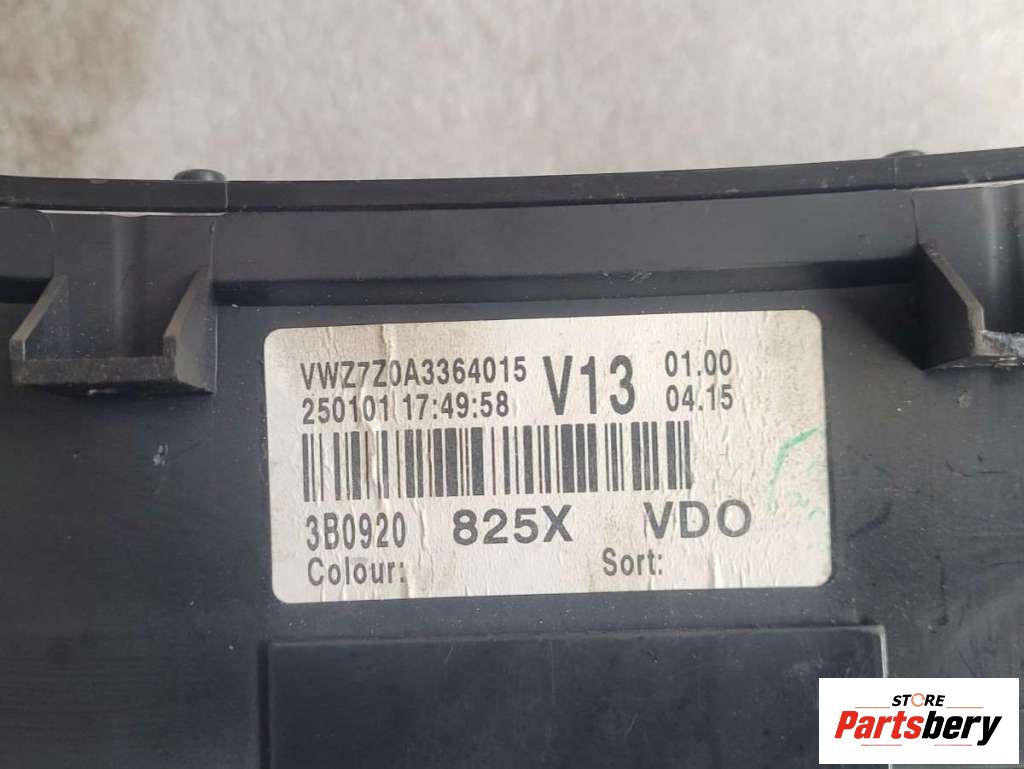 VWZ7Z0A3364015 V13 01.00
250101 17:49:58 04.15
3B0920 825X VDO
Colour: Sort:
STORE
Partsbery